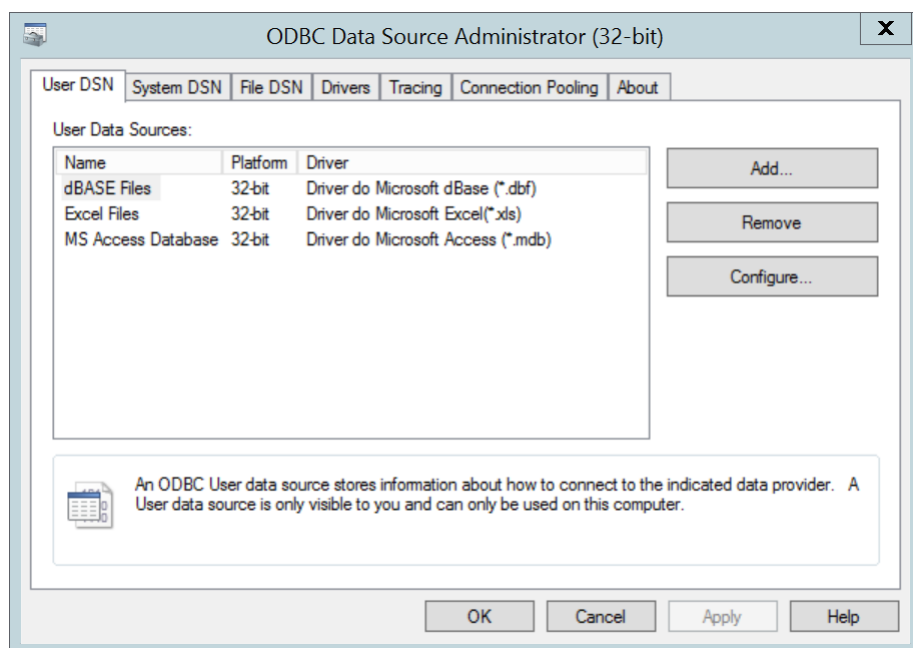 ODBC Data Source Administrator (32-bit)
X
User DSN System DSN File DSN Drivers Tracing Connection Pooling About
User Data Sources:
Name Platform Driver
dBASE Files 32-bit Driver do Microsoft dBase (*.dbf)
Excel Files 32-bit Driver do Microsoft Excel(*.xls)
MS Access Database 32-bit Driver do Microsoft Access (*.mdb)
Add...
Remove
Configure...
An ODBC User data source stores information about how to connect to the indicated data provider. A
User data source is only visible to you and can only be used on this computer.
OK Cancel Apply Help